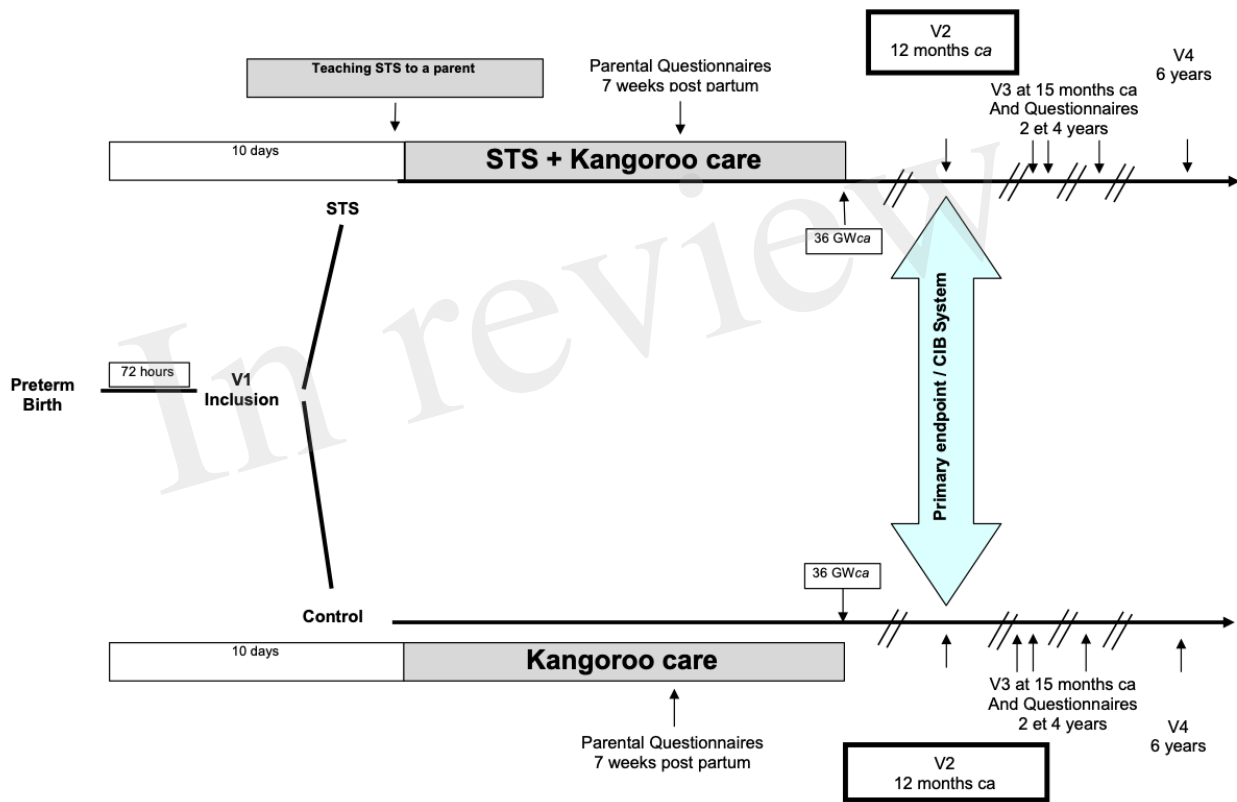 V2
12 months ca
V4
6 years
Teaching STS to a parent
Parental Questionnaires
7 weeks post partum
V3 at 15 months ca
And Questionnaires
2 et 4 years
10 days
STS + Kangoroo care
STS
36 GWca
In review
Primary endpoint / CIB System
Preterm
Birth
72 hours
V1
Inclusion
36 GWca
Control
10 days
Kangoroo care
V3 at 15 months ca
And Questionnaires
2 et 4 years
V4
6 years
Parental Questionnaires
7 weeks post partum
V2
12 months ca